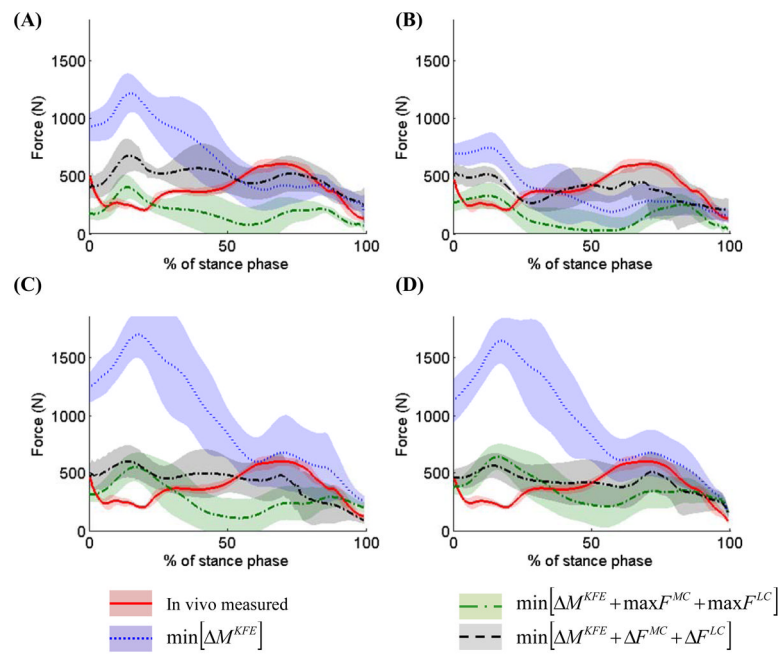 (A)
(B)
1500
1000
500
0
Force (N)
0
50
100
% of stance phase
1500
1000
500
0
Force (N)
0
50
100
% of stance phase
(C)
(D)
1500
1000
500
0
Force (N)
0
50
100
% of stance phase
1500
1000
500
0
Force (N)
0
50
100
% of stance phase
In vivo measured
min[ΔM^KFE]
min[ΔM^KFE + maxF^MC + maxF^LC]
min[ΔM^KFE + ΔF^MC + ΔF^LC]